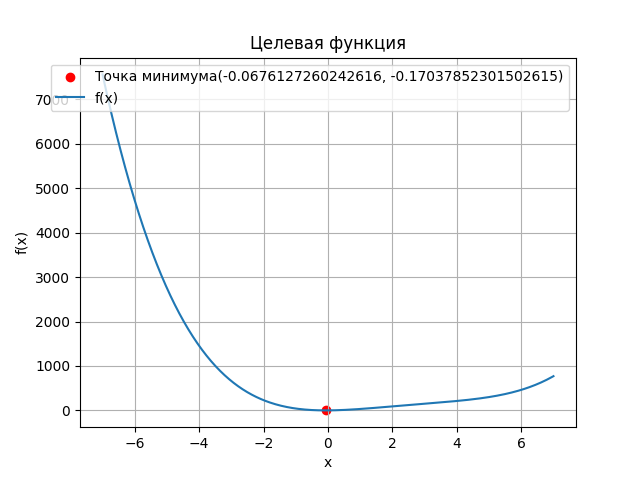 Целевая функция
Точка минимума(-0.0676127260242616, -0.17037852301502615)
f(x)
7000
6000
5000
4000
3000
2000
1000
0
f(x)
−6 −4 −2 0 2 4 6
x